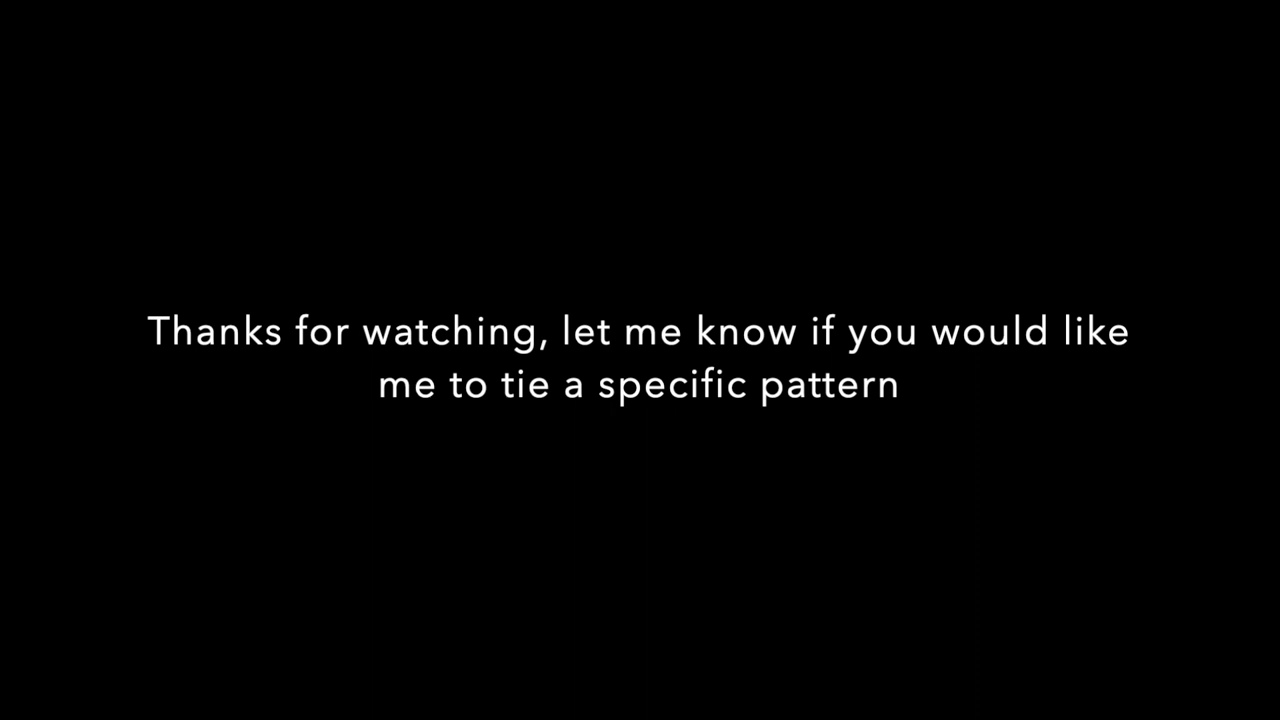 Thanks for watching, let me know if you would like
me to tie a specific pattern